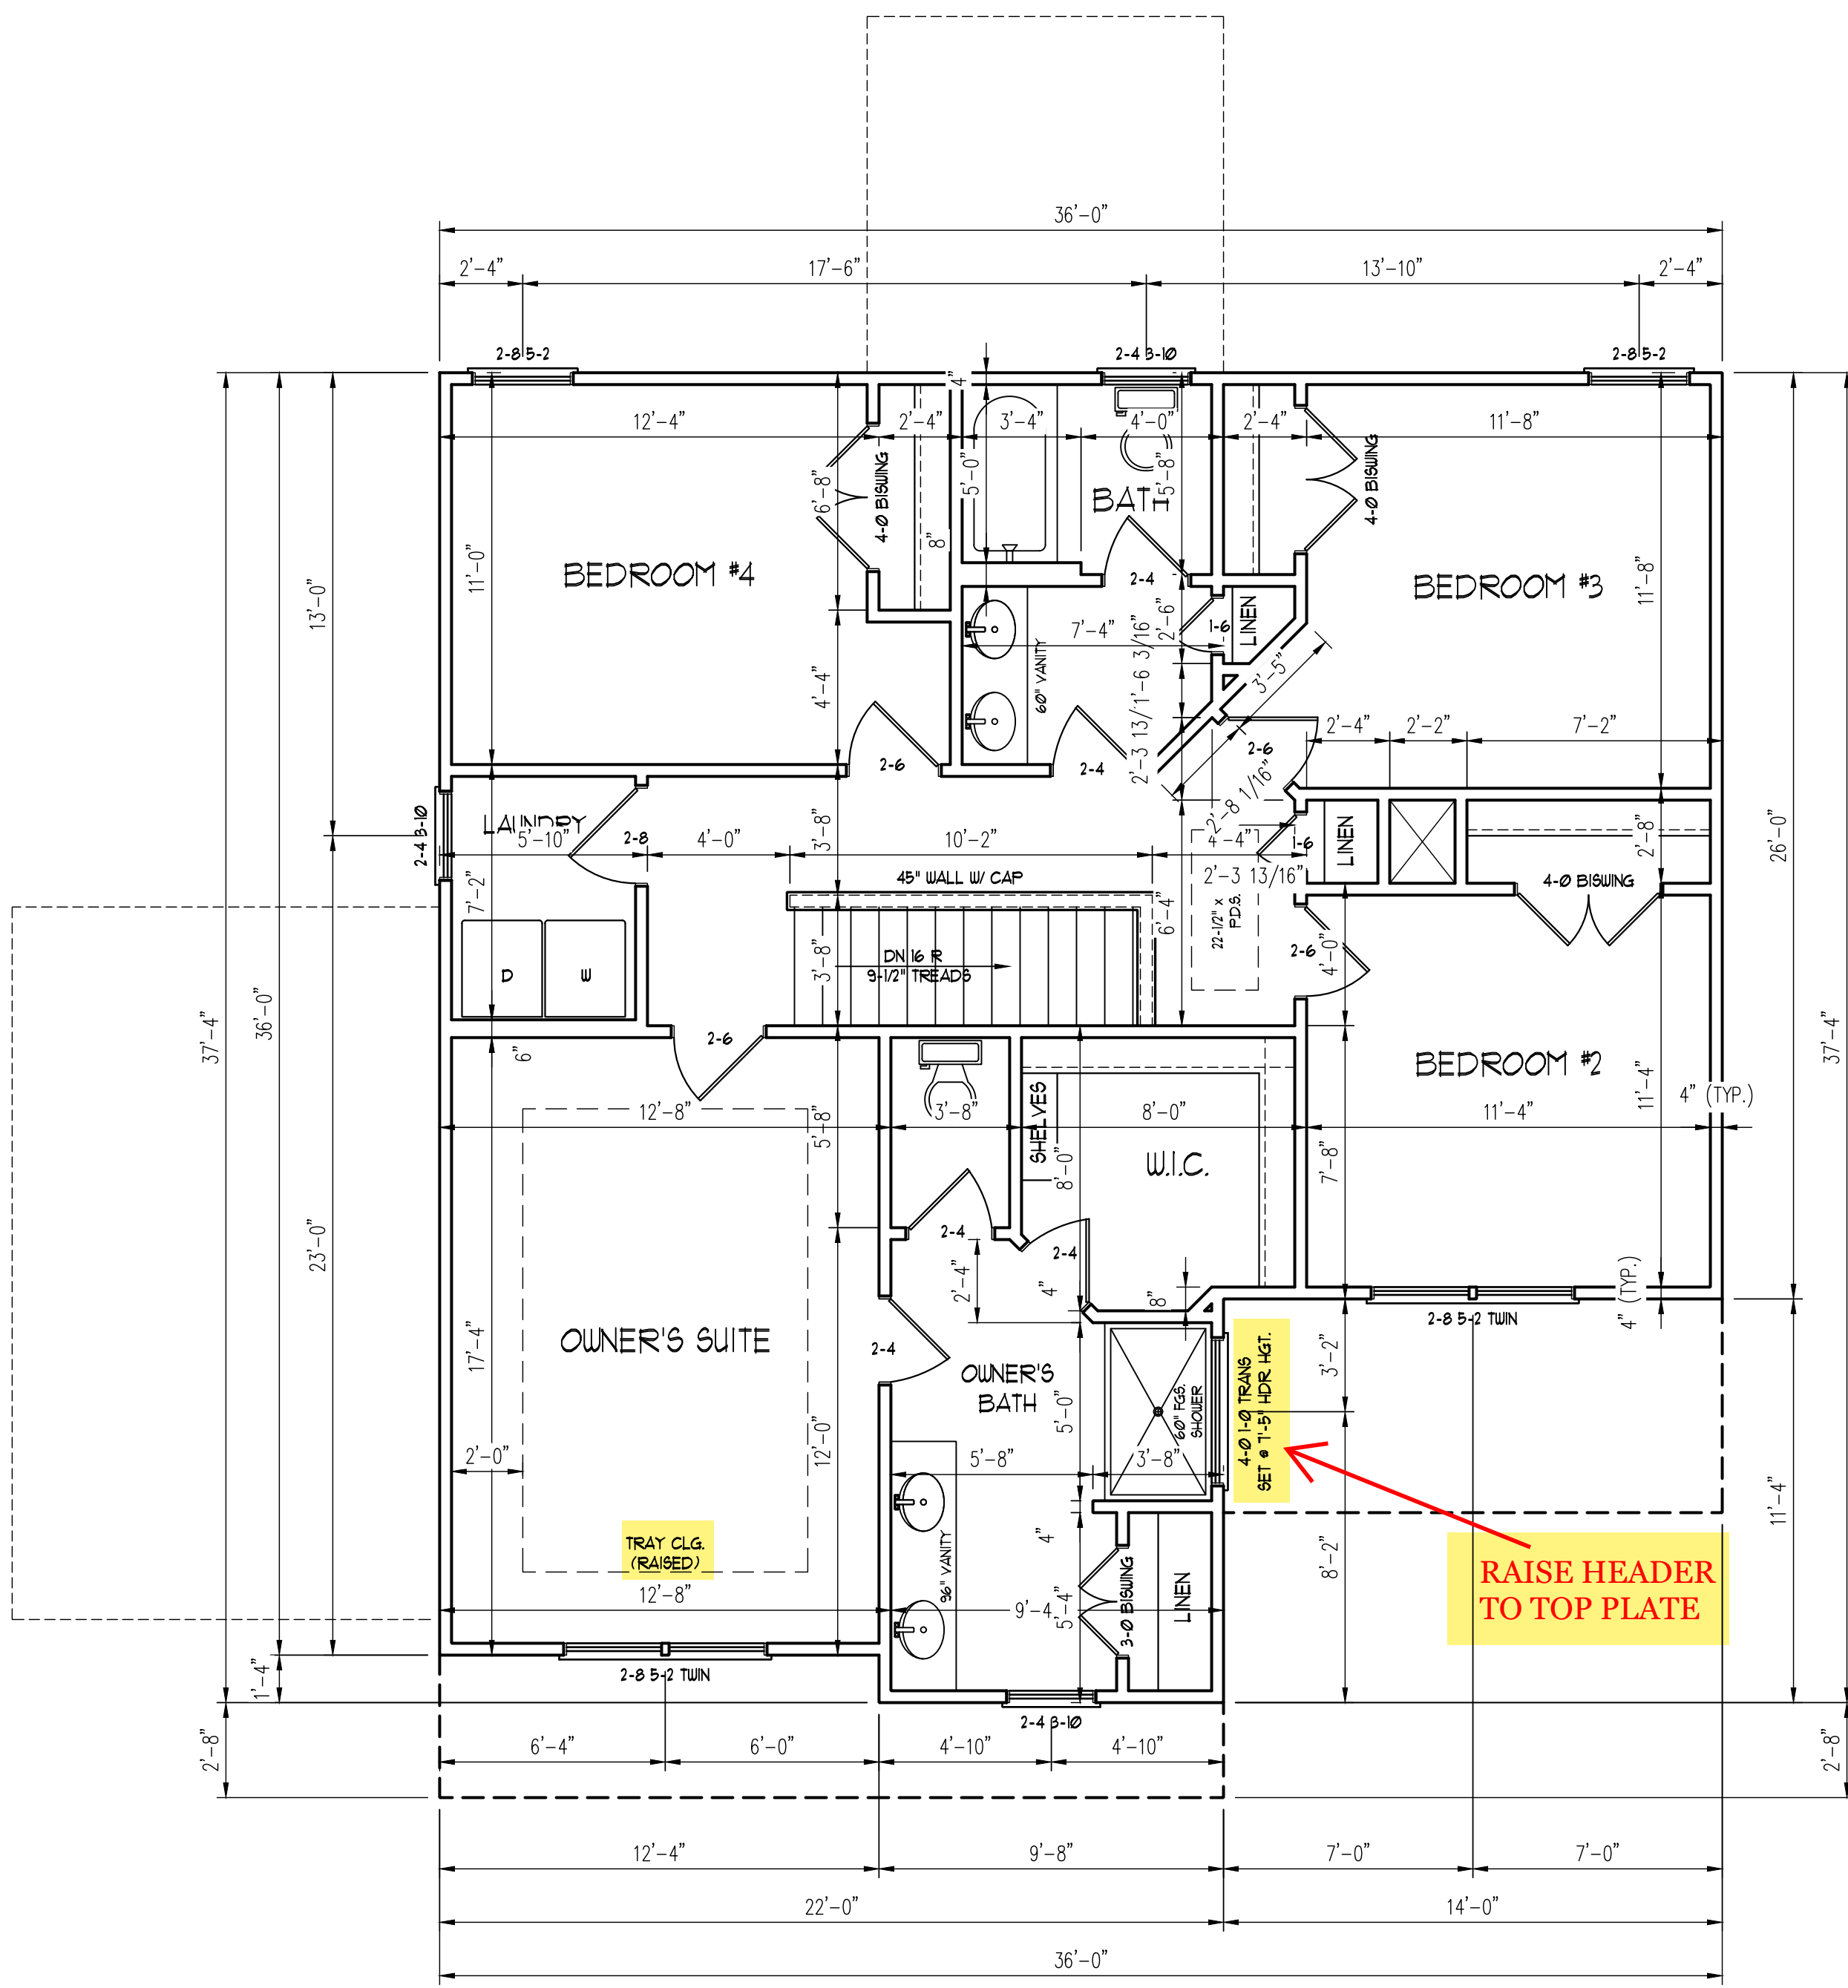 36'-0"
2'-4"
17'-6"
13'-10"
2'-4"
2-8 5-2
2-4 3-10
2-8 5-2
4"
12'-4"
2'-4"
3'-4"
4'-0"
2'-4"
11'-8"
6'-8"
4-0 BISWING
5'-0"
5'-8"
4-0 BISWING
BATH
8"
11'-0"
BEDROOM #4
2-4
BEDROOM #3
11'-8"
13'-0"
7'-4"
2'-6"
1-6
LINEN
60" VANITY
1'-6 3/16"
3'-5"
4'-4"
2'-3 13/
2'-4"
2'-2"
7'-2"
2-6
2-4
2-6
2'-8 1/16"
2-4 3-10
LAUNDRY
5'-10"
2-8
4'-0"
3'-8"
10'-2"
4'-4"
1-6
LINEN
2'-8"
26'-0"
45" WALL W/ CAP
2'-3 13/16"
4-0 BISWING
7'-2"
6'-4"
22-1/2" x
P.D.S.
2-6
4'-0"
D
W
3'-8"
DN 16 R
9-1/2" TREADS
37'-4"
36'-0"
2-6
6"
37'-4"
BEDROOM #2
11'-4"
4" (TYP.)
12'-8"
5'-8"
3'-8"
SHELVES
8'-0"
11'-4"
8'-0"
W.I.C.
7'-8"
23'-0"
2-4
2-4
2'-4"
4"
8"
4" (TYP.)
2-8 5-2 TWIN
17'-4"
OWNER'S SUITE
2-4
OWNER'S
BATH
5'-0"
60" FGS.
SHOWER
4-0 1-0 TRANS
SET @ 7'-5" HDR HGT.
3'-2"
12'-0"
2'-0"
5'-8"
3'-8"
11'-4"
TRAY CLG.
(RAISED)
4"
8'-2"
RAISE HEADER
TO TOP PLATE
96" VANITY
12'-8"
9'-4
5'-4"
3-0 BISWING
LINEN
2-8 5-2 TWIN
1'-4"
2-4 3-10
2'-8"
6'-4"
6'-0"
4'-10"
4'-10"
2'-8"
12'-4"
9'-8"
7'-0"
7'-0"
22'-0"
14'-0"
36'-0"